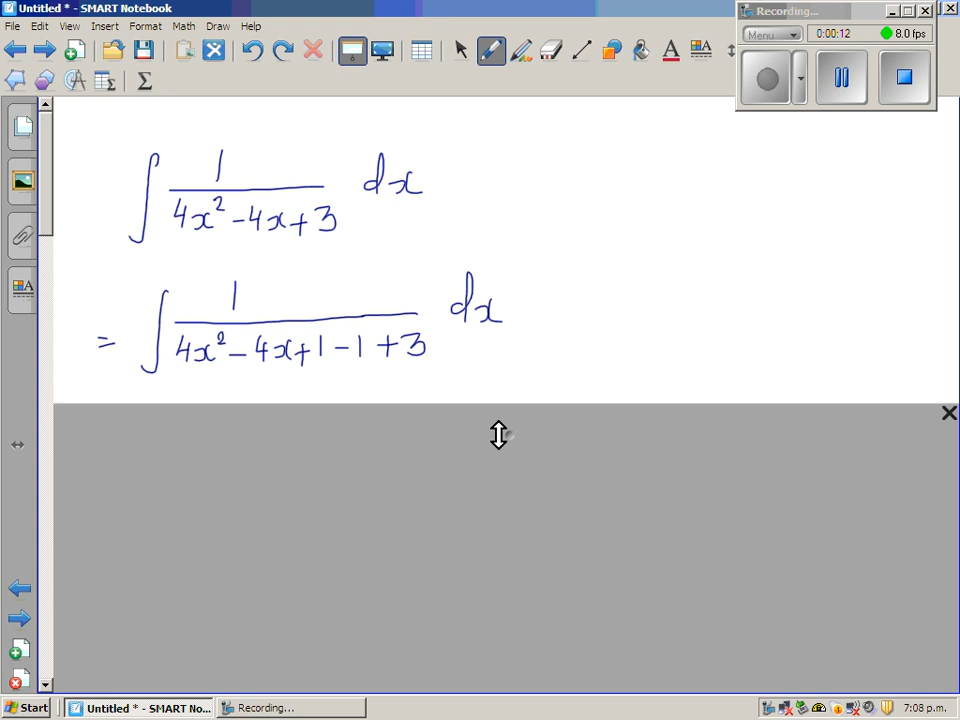 Untitled * - SMART Notebook
Recording...
File Edit View Insert Format Tools Draw Help
Menu 0:00:12 8.0 fps
∫ 1/(4x² - 4x + 3) dx
= ∫ 1/(4x² - 4x + 1 - 1 + 3) dx
Start Untitled * - SMART No... Recording... 7:08 p.m.